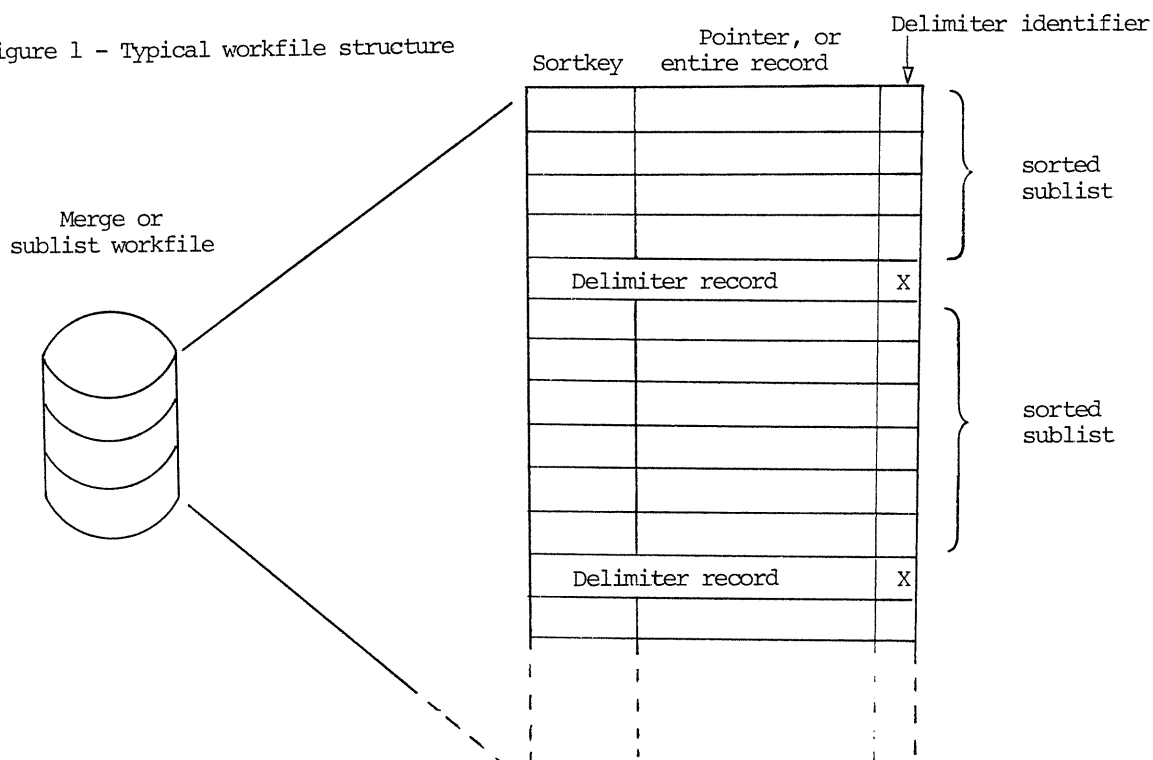 igure 1 - Typical workfile structure
Delimiter identifier
Pointer, or
Sortkey entire record
sorted
sublist
Merge or
sublist workfile
Delimiter record X
sorted
sublist
Delimiter record X